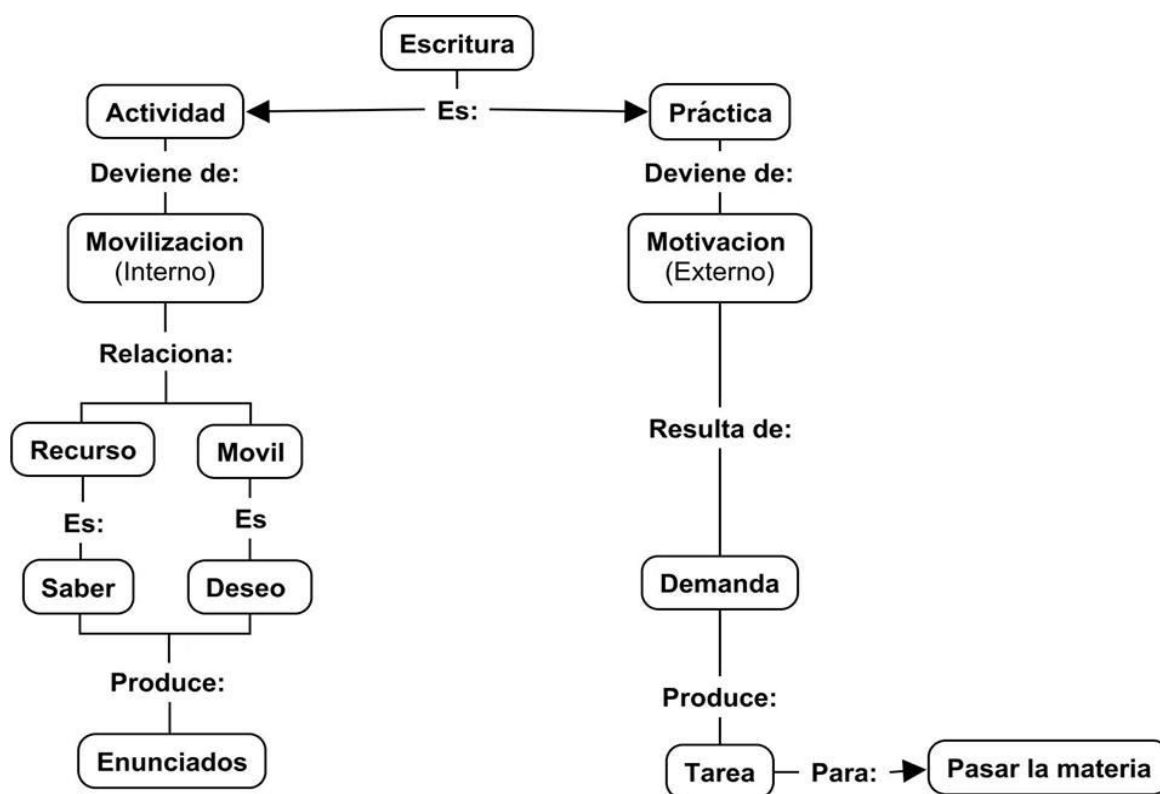 Escritura
Actividad
Es:
Práctica
Deviene de:
Deviene de:
Movilizacion
(Interno)
Motivacion
(Externo)
Relaciona:
Recurso
Movil
Resulta de:
Es:
Es
Saber
Deseo
Demanda
Produce:
Produce:
Enunciados
Tarea
Para:
Pasar la materia